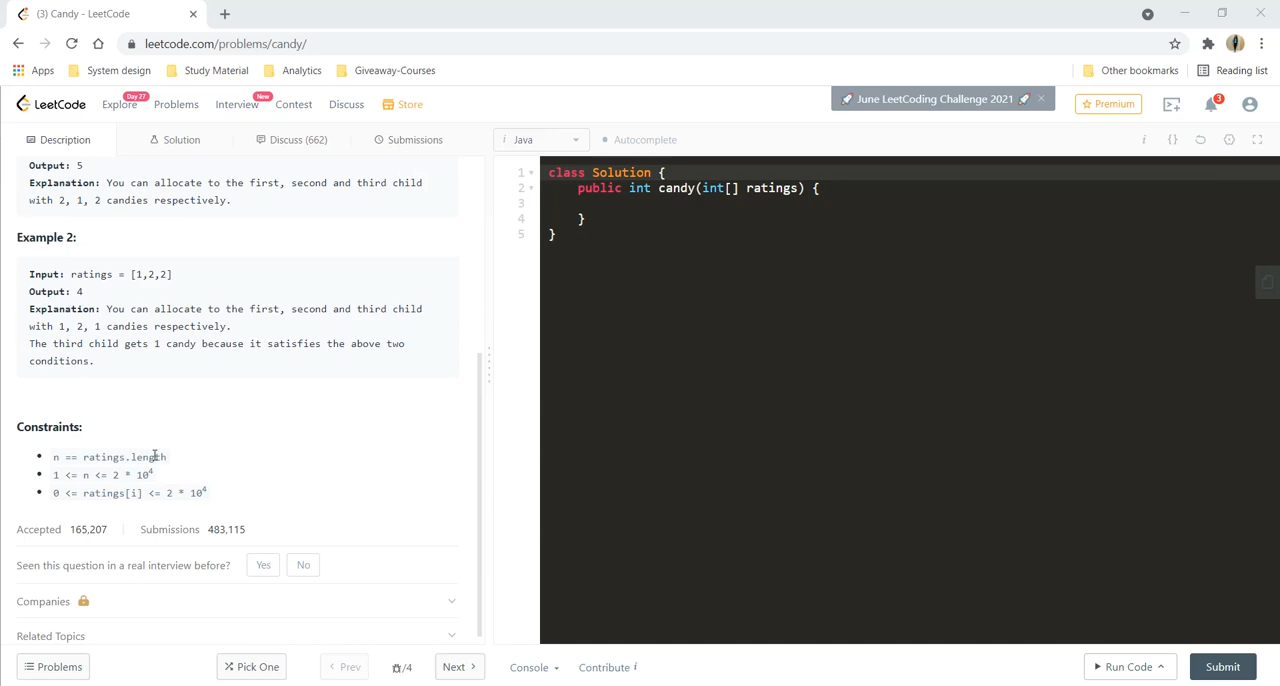 (3) Candy - LeetCode
leetcode.com/problems/candy/
Apps System design Study Material Analytics Giveaway-Courses Other bookmarks Reading list
LeetCode Explore Day 27 Problems Interview New Contest Discuss Store 🚀 June LeetCoding Challenge 2021 🚀 × Premium 3
Description Solution Discuss (662) Submissions
i Java • Autocomplete
Output: 5
Explanation: You can allocate to the first, second and third child
with 2, 1, 2 candies respectively.
Example 2:
Input: ratings = [1,2,2]
Output: 4
Explanation: You can allocate to the first, second and third child
with 1, 2, 1 candies respectively.
The third child gets 1 candy because it satisfies the above two
conditions.
Constraints:
• n == ratings.length
• 1 <= n <= 2 * 10⁴
• 0 <= ratings[i] <= 2 * 10⁴
Accepted 165,207 Submissions 483,115
Seen this question in a real interview before? Yes No
Companies
Related Topics
1 class Solution {
2 public int candy(int[] ratings) {
3
4 }
5 }
Problems Pick One < Prev /4 Next > Console Contribute i Run Code Submit